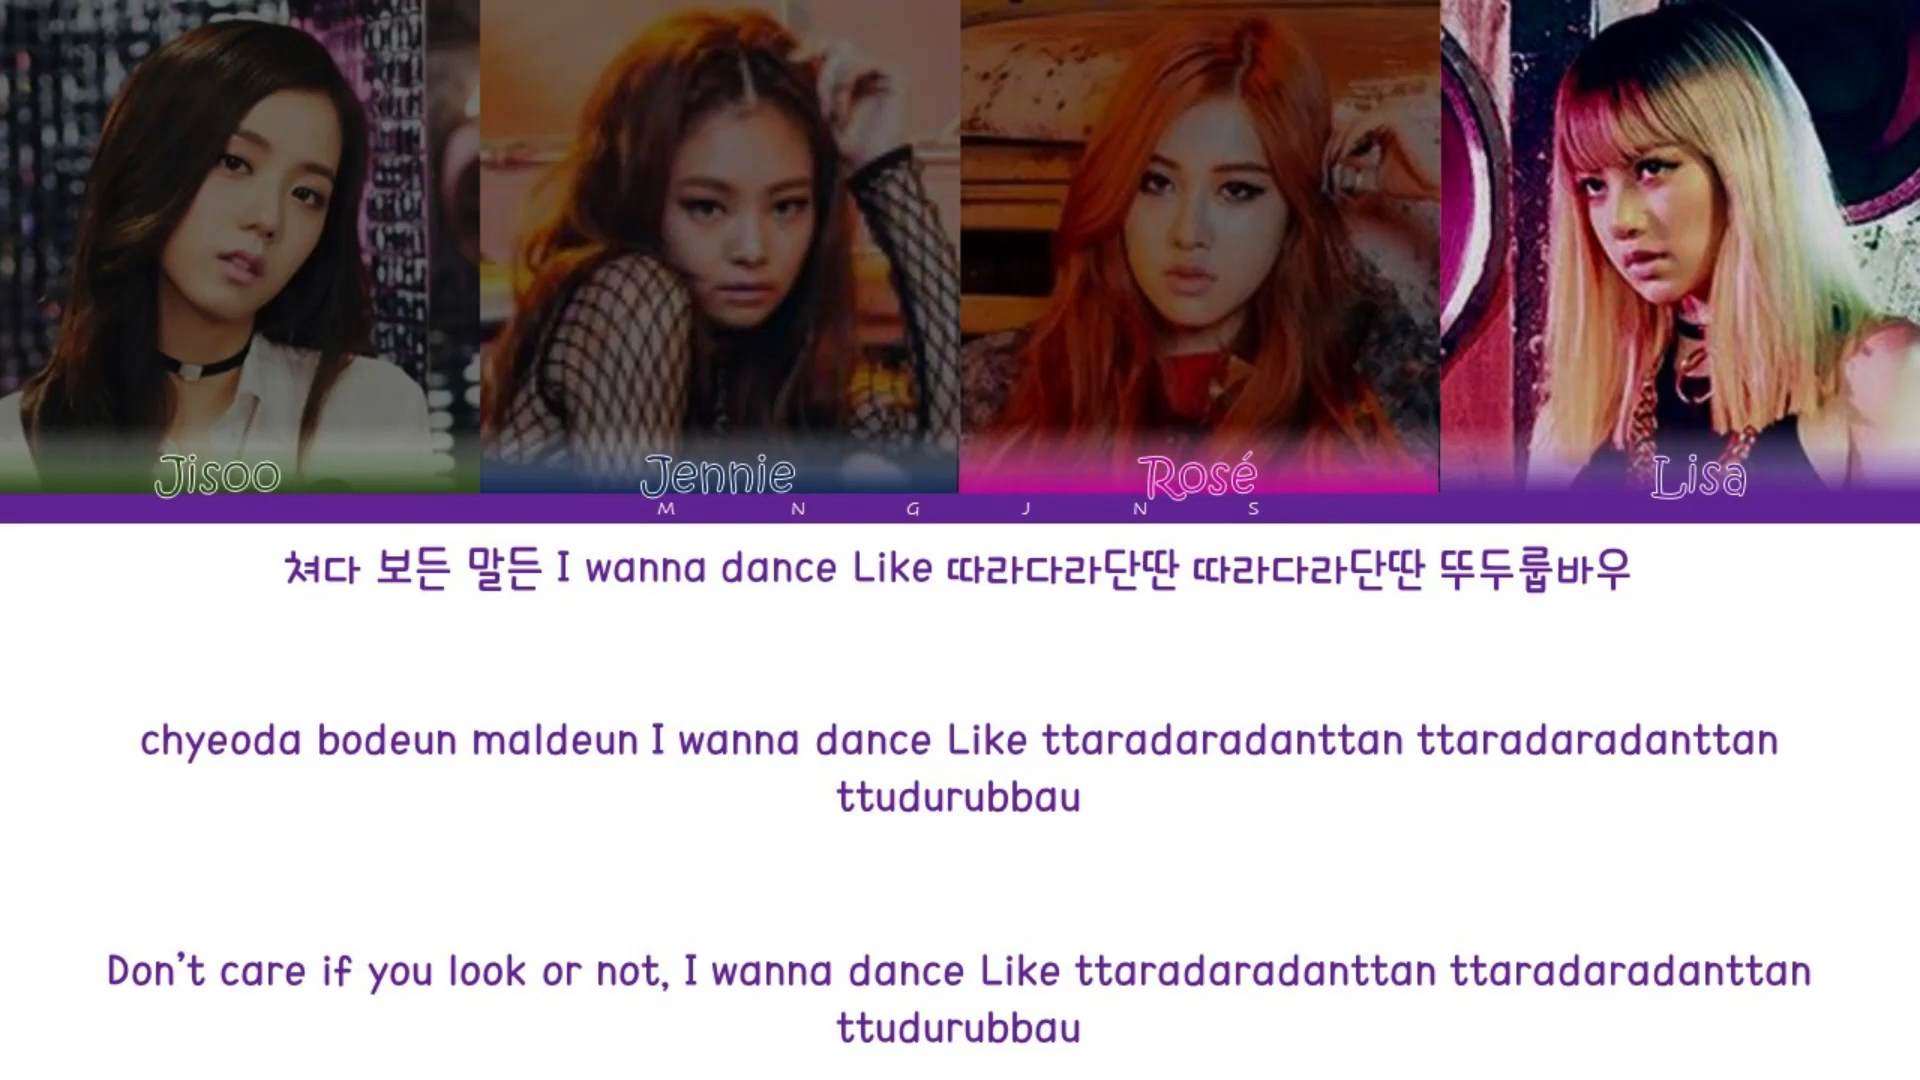 Jisoo Jennie Rosé Lisa
M N G J N S
쳐다 보든 말든 I wanna dance Like 따라다라단딴 따라다라단딴 뚜두룹바우
chyeoda bodeun maldeun I wanna dance Like ttaradaradanttan ttaradaradanttan
ttudurubbau
Don’t care if you look or not, I wanna dance Like ttaradaradanttan ttaradaradanttan
ttudurubbau